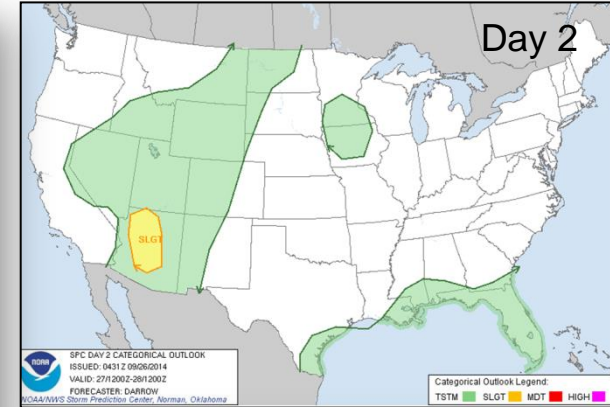 Day 2
SLGT
NOAA
SPC DAY 2 CATEGORICAL OUTLOOK
ISSUED: 0431Z 09/26/2014
VALID: 27/1200Z-28/1200Z
FORECASTER: DARROW
NOAA/NWS Storm Prediction Center, Norman, Oklahoma
Categorical Outlook Legend:
TSTM SLGT MDT HIGH